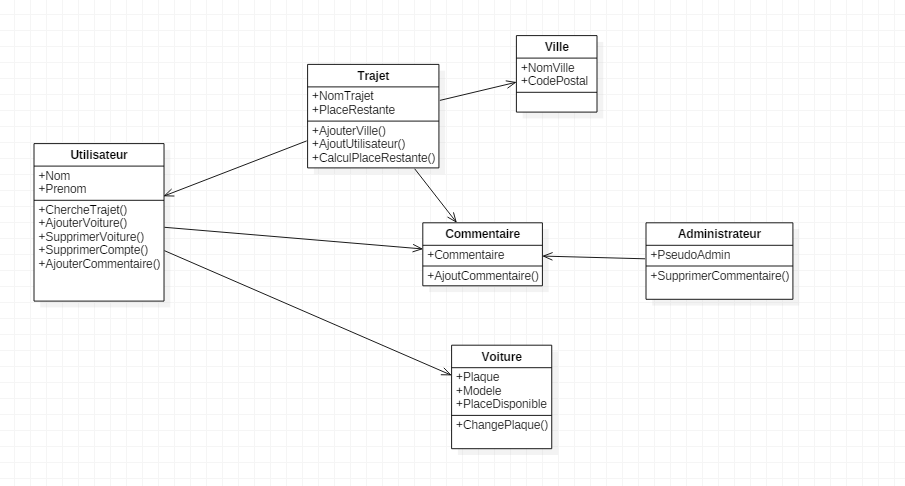 Ville
+NomVille
+CodePostal
Trajet
+NomTrajet
+PlaceRestante
+AjouterVille()
+AjoutUtilisateur()
+CalculPlaceRestante()
Utilisateur
+Nom
+Prenom
+ChercheTrajet()
+AjouterVoiture()
+SupprimerVoiture()
+SupprimerCompte()
+AjouterCommentaire()
Commentaire
+Commentaire
+AjoutCommentaire()
Administrateur
+PseudoAdmin
+SupprimerCommentaire()
Voiture
+Plaque
+Modele
+PlaceDisponible
+ChangePlaque()